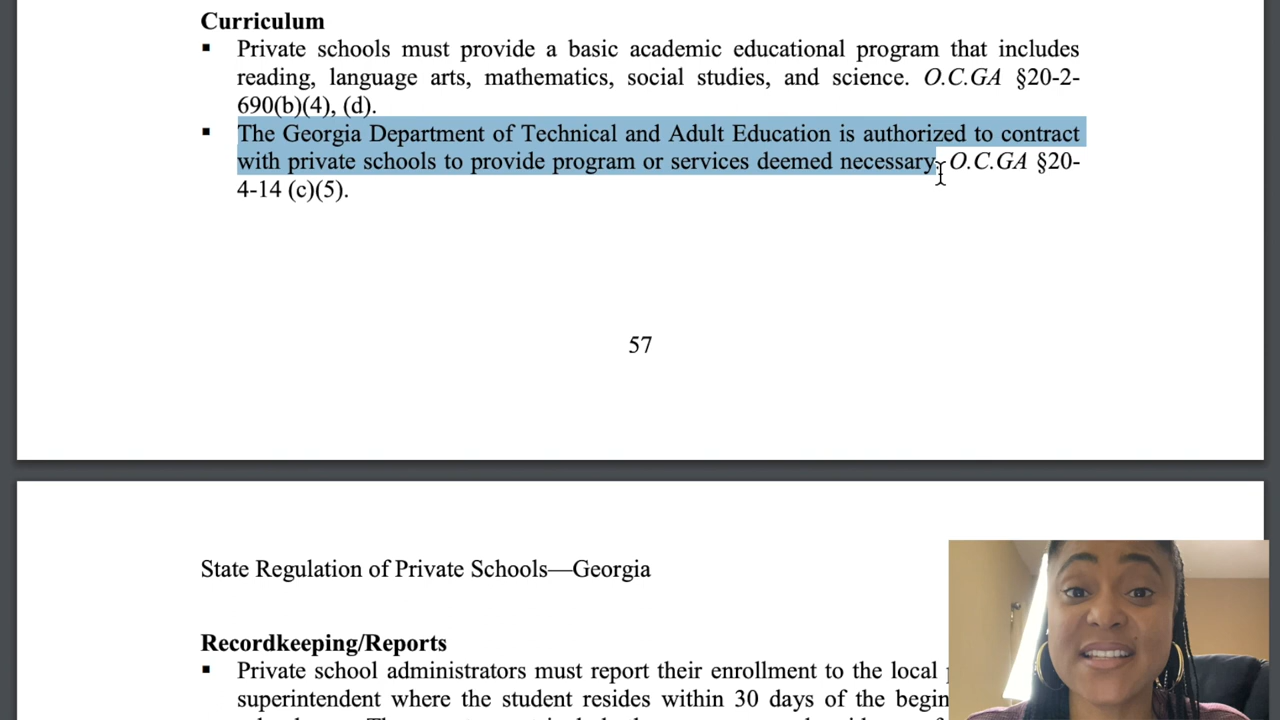 Curriculum
▪ Private schools must provide a basic academic educational program that includes
reading, language arts, mathematics, social studies, and science. O.C.GA §20-2-
690(b)(4), (d).
▪ The Georgia Department of Technical and Adult Education is authorized to contract
with private schools to provide program or services deemed necessary. O.C.GA §20-
4-14 (c)(5).
57
State Regulation of Private Schools—Georgia
Recordkeeping/Reports
▪ Private school administrators must report their enrollment to the local
superintendent where the student resides within 30 days of the